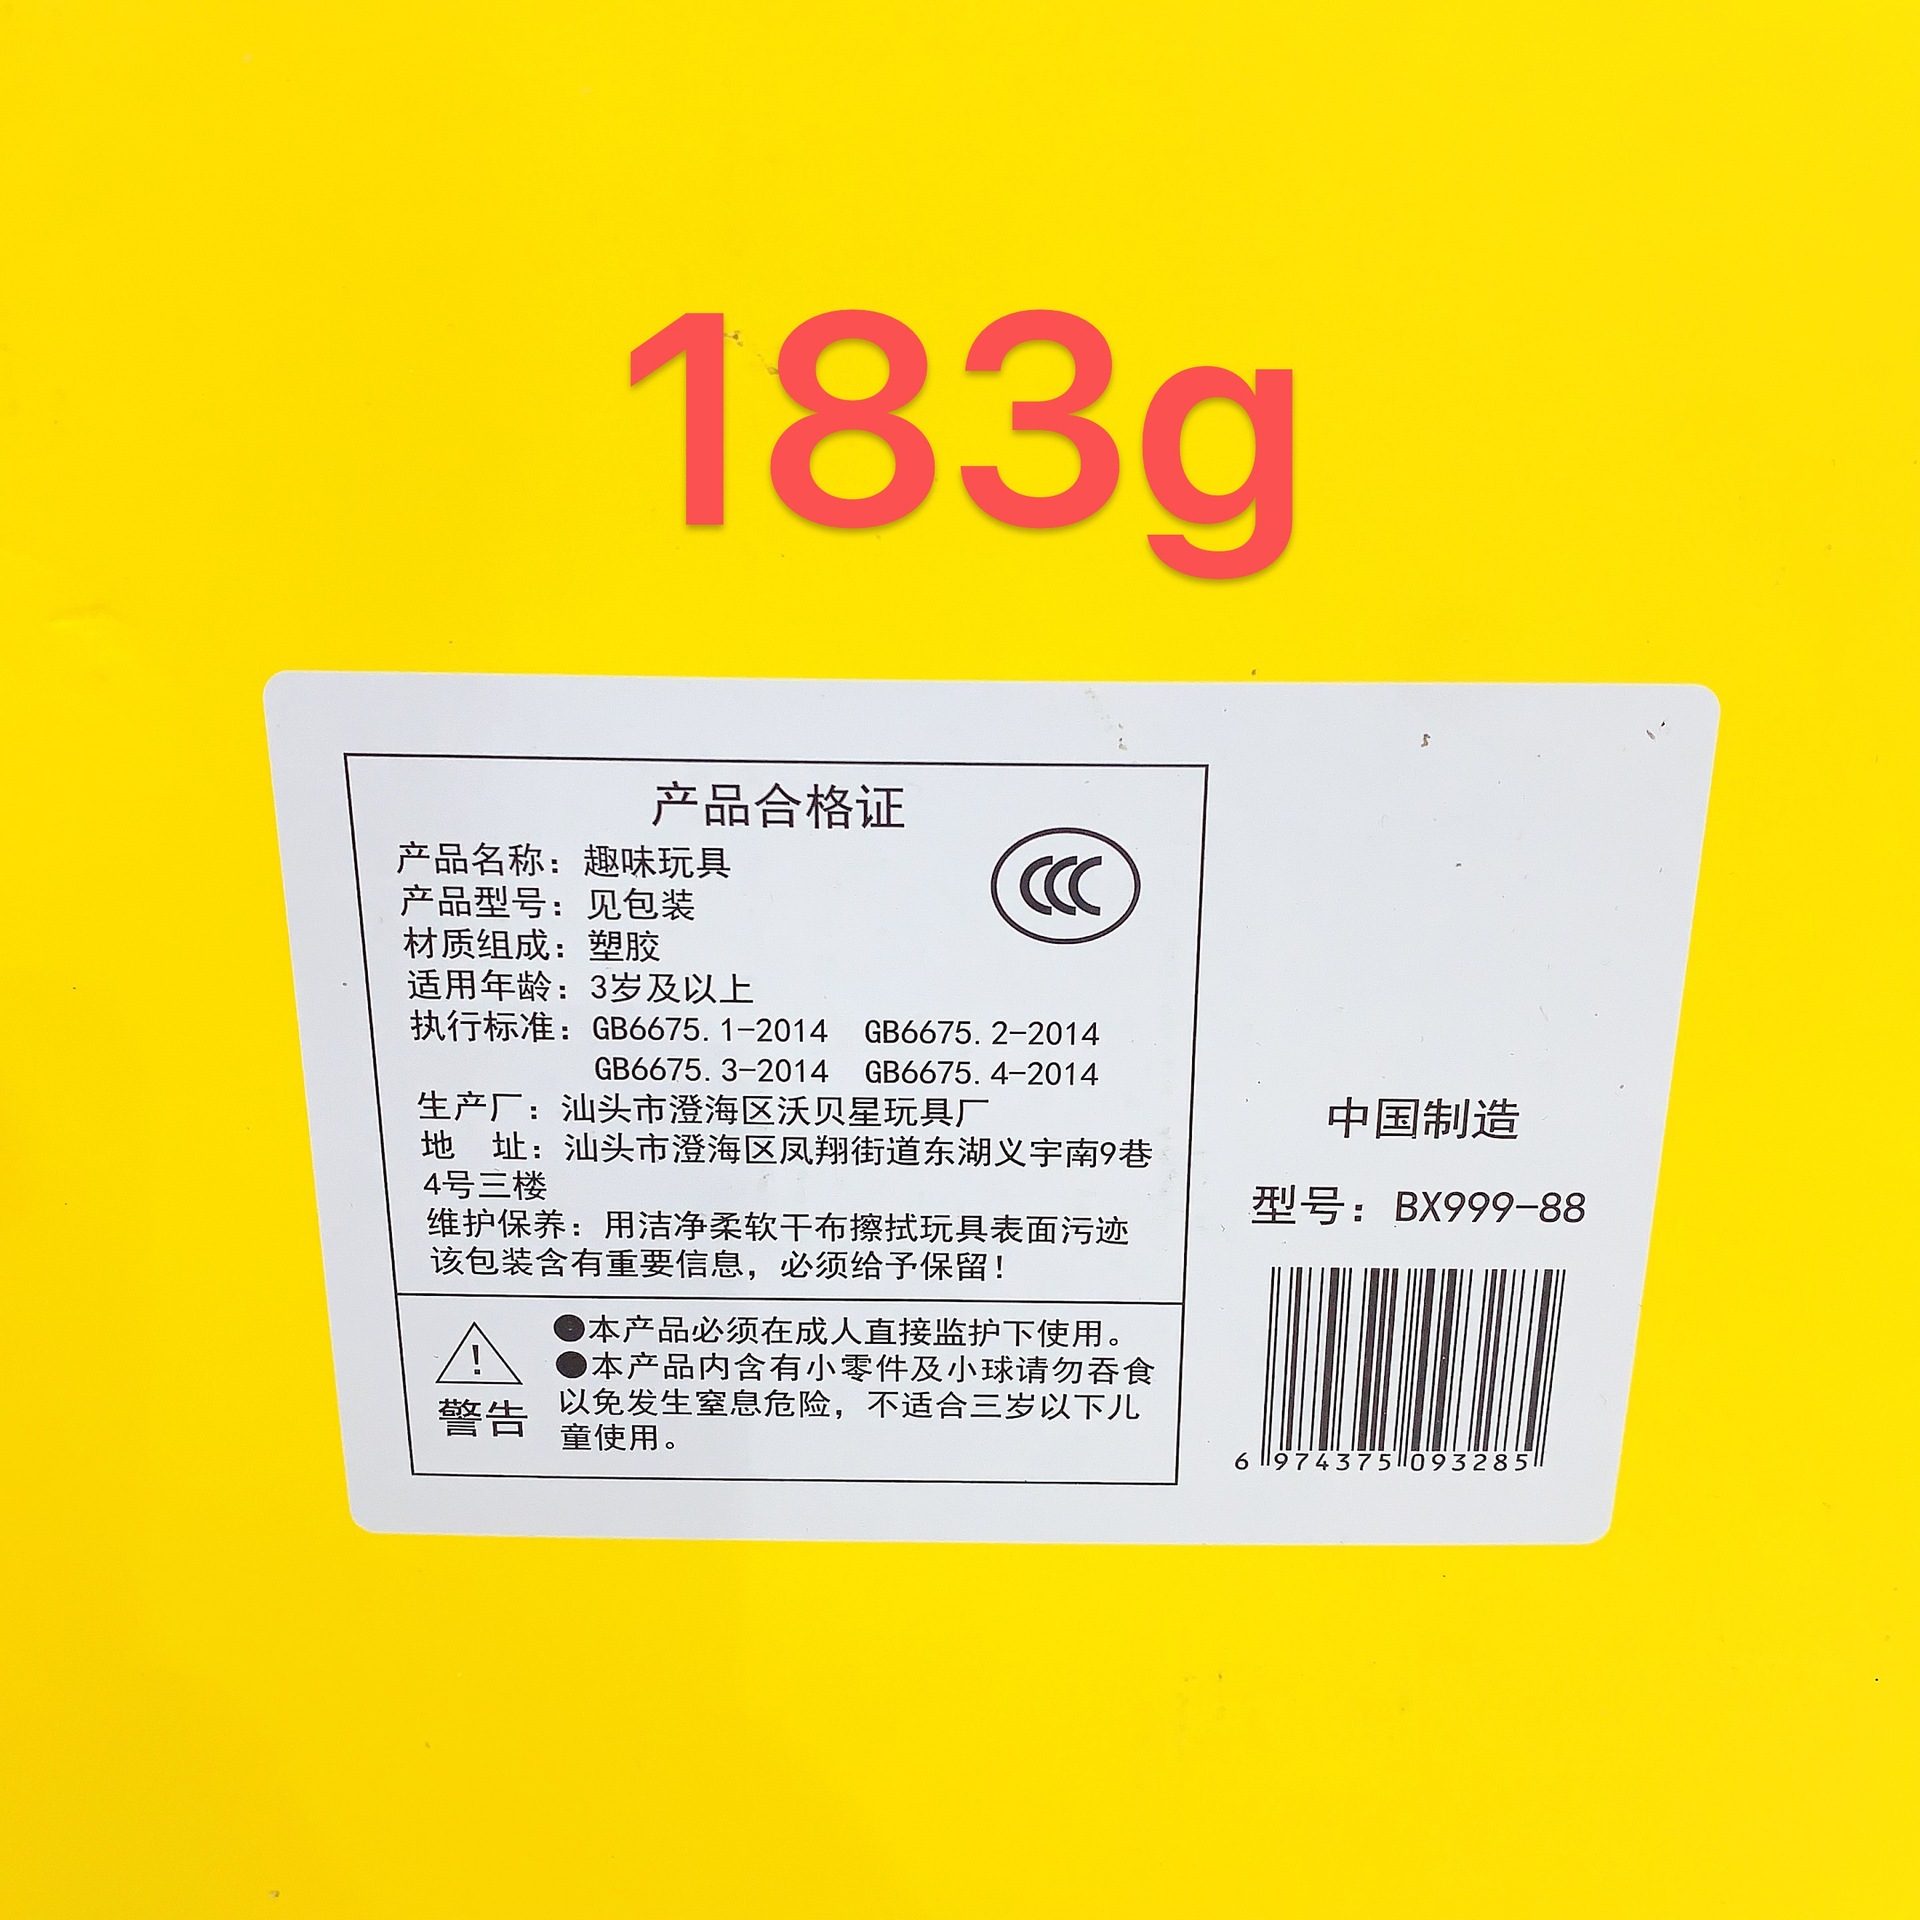 183g
产品合格证
CCC
产品名称：趣味玩具
产品型号：见包装
材质组成：塑胶
适用年龄：3岁及以上
执行标准：GB6675.1-2014 GB6675.2-2014
GB6675.3-2014 GB6675.4-2014
生产厂：汕头市澄海区沃贝星玩具厂
地 址：汕头市澄海区凤翔街道东湖义宇南9巷
4号三楼
维护保养：用洁净柔软干布擦拭玩具表面污迹
该包装含有重要信息，必须给予保留！
!
警告
●本产品必须在成人直接监护下使用。
●本产品内含有小零件及小球请勿吞食
以免发生窒息危险，不适合三岁以下儿
童使用。
中国制造
型号：BX999-88
6 974375 093285